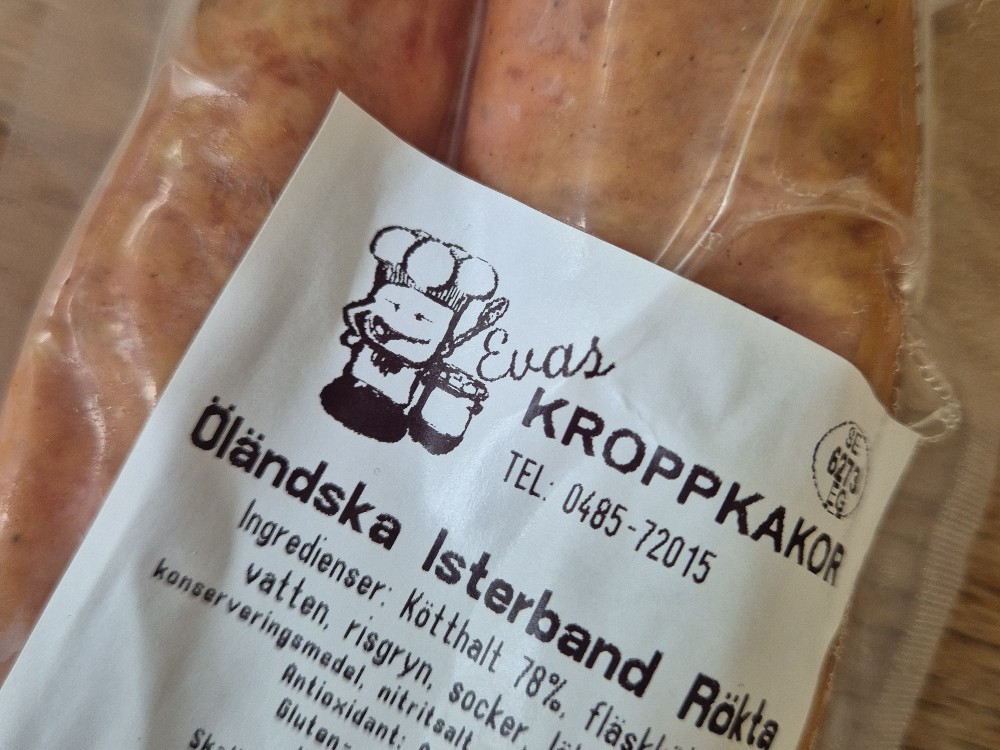 Evas
KROPPKAKOR
TEL: 0485-72015
SE
6273
EG
Öländska Isterband Rökta
Ingredienser: Kötthalt 78%,
vatten, risgryn, socker,
konserveringsmedel, nitritsalt
Antioxidant: